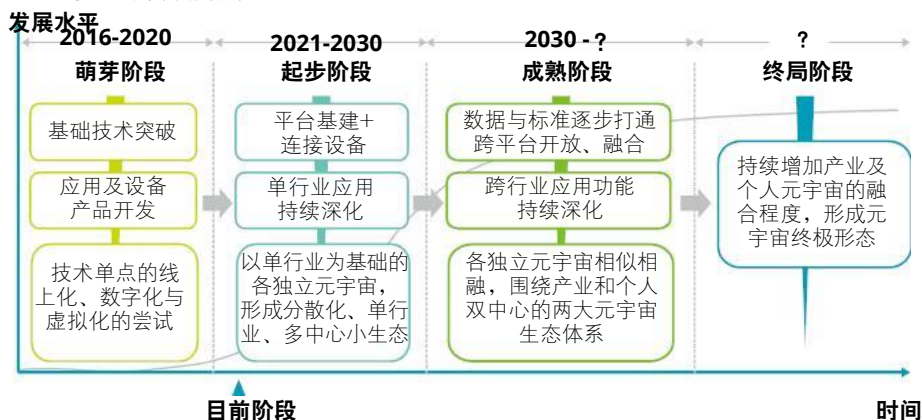 发展水平
2016-2020
萌芽阶段
基础技术突破
应用及设备
产品开发
技术单点的线
上化、数字化与
虚拟化的尝试
2021-2030
起步阶段
平台基建+
连接设备
单行业应用
持续深化
以单行业为基础的
各独立元宇宙，
形成分散化、单行
业、多中心小生态
2030 - ?
成熟阶段
数据与标准逐步打通
跨平台开放、融合
跨行业应用功能
持续深化
各独立元宇宙相似相
融，围绕产业和个人
双中心的两大元宇宙
生态体系
?
终局阶段
持续增加产业及
个人元宇宙的融
合程度，形成元
宇宙终极形态
目前阶段
时间